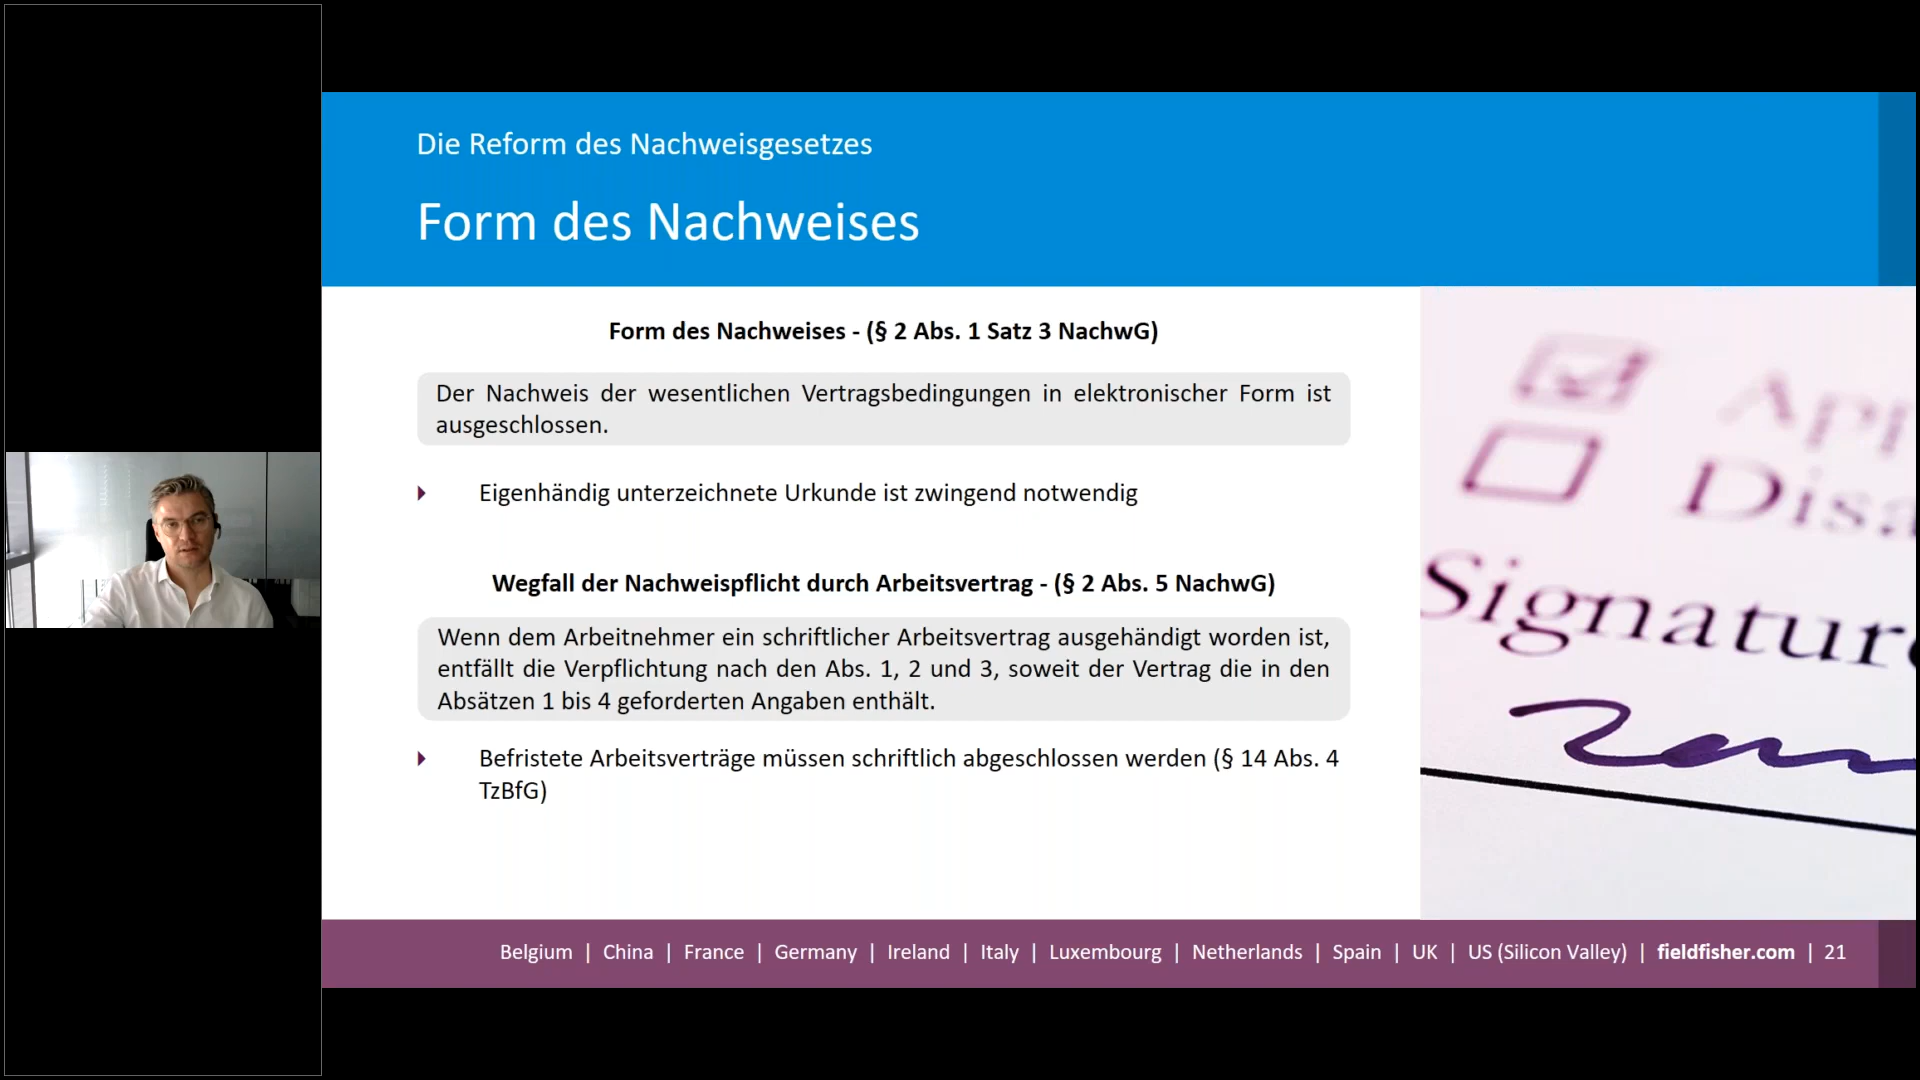 Die Reform des Nachweisgesetzes
Form des Nachweises
Form des Nachweises - (§ 2 Abs. 1 Satz 3 NachwG)
Der Nachweis der wesentlichen Vertragsbedingungen in elektronischer Form ist
ausgeschlossen.
Eigenhändig unterzeichnete Urkunde ist zwingend notwendig
Wegfall der Nachweispflicht durch Arbeitsvertrag - (§ 2 Abs. 5 NachwG)
Wenn dem Arbeitnehmer ein schriftlicher Arbeitsvertrag ausgehändigt worden ist,
entfällt die Verpflichtung nach den Abs. 1, 2 und 3, soweit der Vertrag die in den
Absätzen 1 bis 4 geforderten Angaben enthält.
Befristete Arbeitsverträge müssen schriftlich abgeschlossen werden (§ 14 Abs. 4
TzBfG)
Signature
Belgium | China | France | Germany | Ireland | Italy | Luxembourg | Netherlands | Spain | UK | US (Silicon Valley) | fieldfisher.com | 21